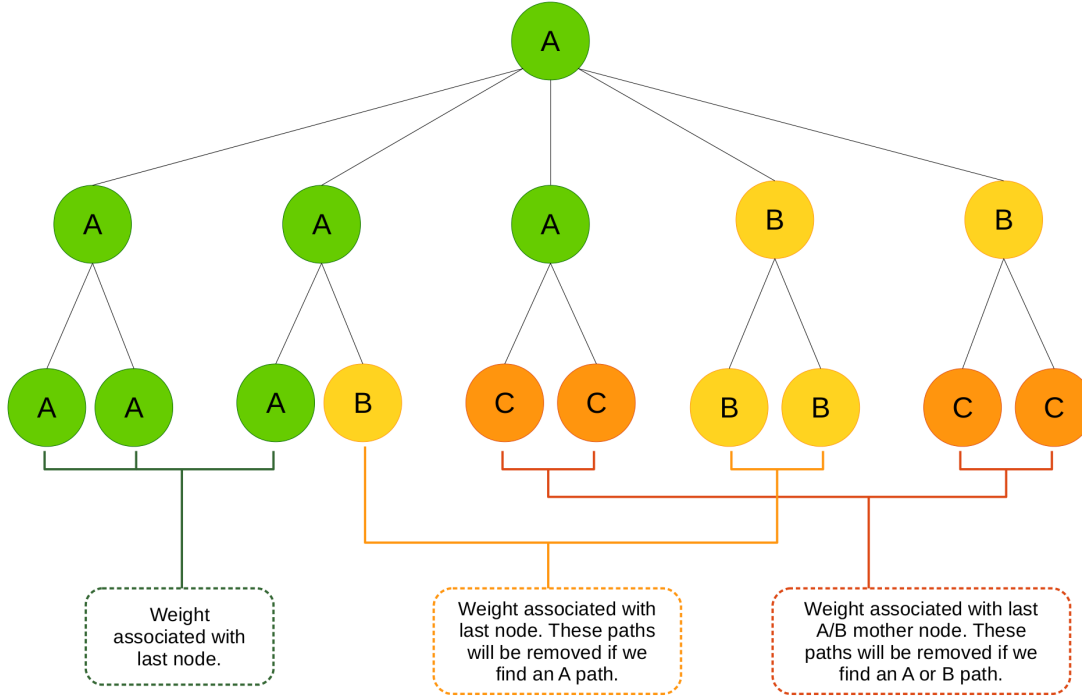 A
A
A
A
B
B
A
A
A
B
C
C
B
B
C
C
Weight
associated with
last node.
Weight associated with
last node. These paths
will be removed if we
find an A path.
Weight associated with last
A/B mother node. These
paths will be removed if we
find an A or B path.